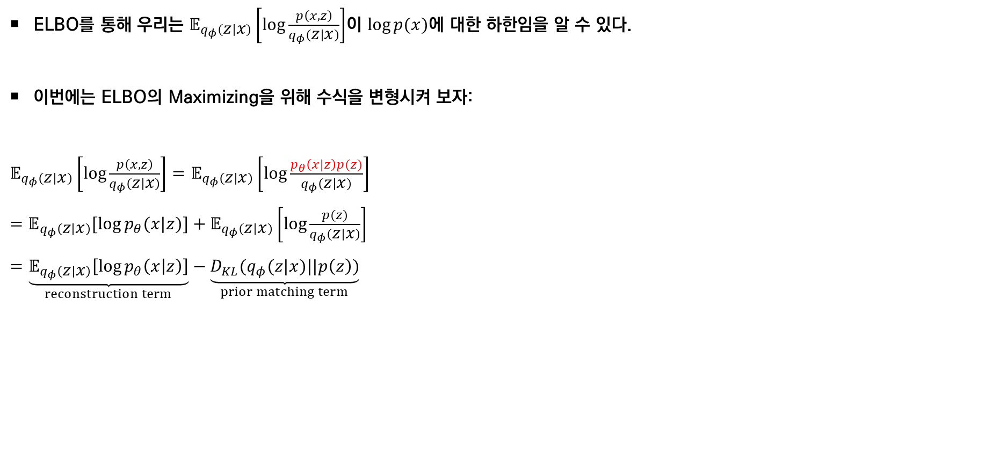 ▪ ELBO를 통해 우리는 $\mathbb{E}_{q_\phi(z|x)}\left[\log\frac{p(x,z)}{q_\phi(z|x)}\right]$이 $\log p(x)$에 대한 하한임을 알 수 있다.
▪ 이번에는 ELBO의 Maximizing을 위해 수식을 변형시켜 보자:
$\mathbb{E}_{q_\phi(z|x)}\left[\log\frac{p(x,z)}{q_\phi(z|x)}\right] = \mathbb{E}_{q_\phi(z|x)}\left[\log\frac{p_\theta(x|z)p(z)}{q_\phi(z|x)}\right]$
$= \mathbb{E}_{q_\phi(z|x)}[\log p_\theta(x|z)] + \mathbb{E}_{q_\phi(z|x)}\left[\log\frac{p(z)}{q_\phi(z|x)}\right]$
$= \underbrace{\mathbb{E}_{q_\phi(z|x)}[\log p_\theta(x|z)]}_{\text{reconstruction term}} - \underbrace{D_{KL}(q_\phi(z|x)||p(z))}_{\text{prior matching term}}$